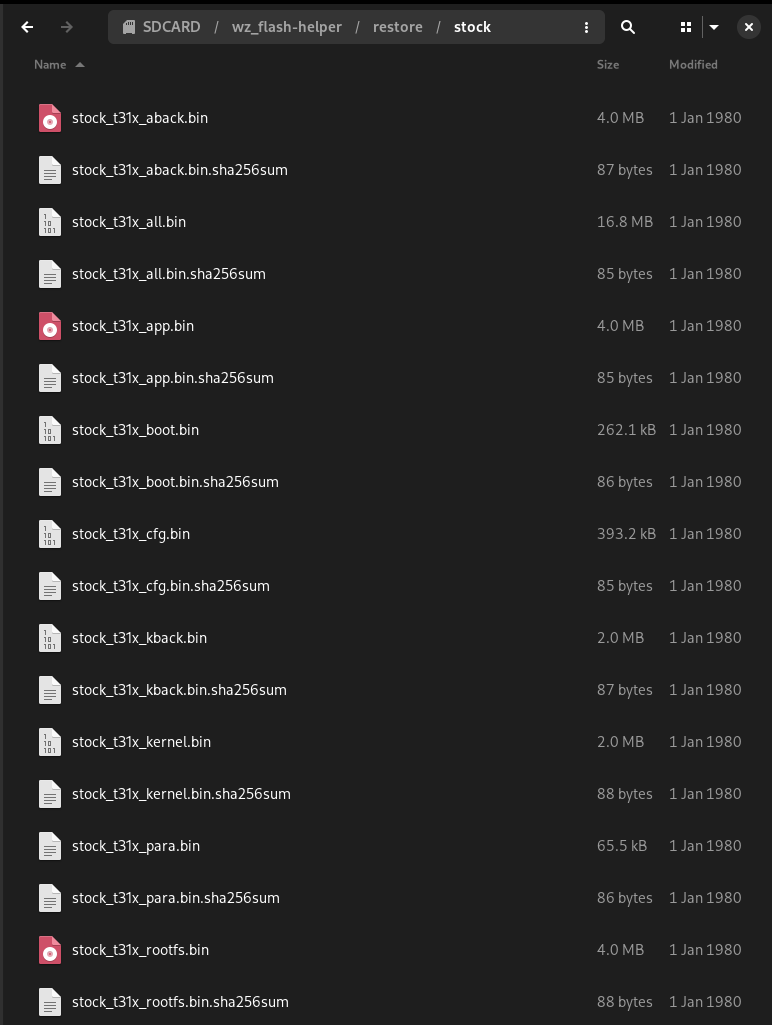 SDCARD / wz_flash-helper / restore / stock
Name Size Modified
stock_t31x_aback.bin 4.0 MB 1 Jan 1980
stock_t31x_aback.bin.sha256sum 87 bytes 1 Jan 1980
stock_t31x_all.bin 16.8 MB 1 Jan 1980
stock_t31x_all.bin.sha256sum 85 bytes 1 Jan 1980
stock_t31x_app.bin 4.0 MB 1 Jan 1980
stock_t31x_app.bin.sha256sum 85 bytes 1 Jan 1980
stock_t31x_boot.bin 262.1 kB 1 Jan 1980
stock_t31x_boot.bin.sha256sum 86 bytes 1 Jan 1980
stock_t31x_cfg.bin 393.2 kB 1 Jan 1980
stock_t31x_cfg.bin.sha256sum 85 bytes 1 Jan 1980
stock_t31x_kback.bin 2.0 MB 1 Jan 1980
stock_t31x_kback.bin.sha256sum 87 bytes 1 Jan 1980
stock_t31x_kernel.bin 2.0 MB 1 Jan 1980
stock_t31x_kernel.bin.sha256sum 88 bytes 1 Jan 1980
stock_t31x_para.bin 65.5 kB 1 Jan 1980
stock_t31x_para.bin.sha256sum 86 bytes 1 Jan 1980
stock_t31x_rootfs.bin 4.0 MB 1 Jan 1980
stock_t31x_rootfs.bin.sha256sum 88 bytes 1 Jan 1980